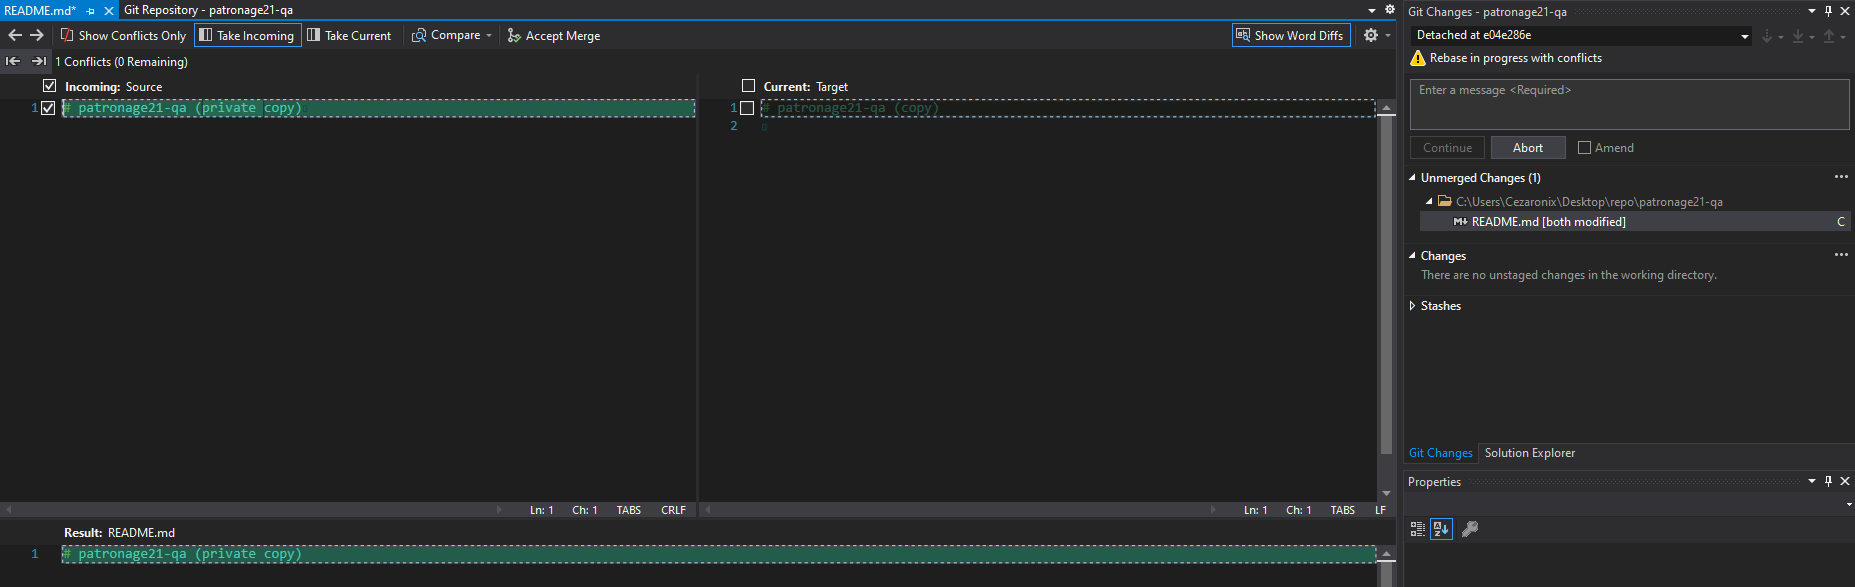 README.md*
Git Repository - patronage21-qa
Show Conflicts Only
Take Incoming
Take Current
Compare
Accept Merge
Show Word Diffs
1 Conflicts (0 Remaining)
Incoming: Source
1 # patronage21-qa (private copy)
Current: Target
1 # patronage21-qa (copy)
2
Ln: 1 Ch: 1 TABS CRLF
Ln: 1 Ch: 1 TABS LF
Result: README.md
1 # patronage21-qa (private copy)
Git Changes - patronage21-qa
Detached at e04e286e
Rebase in progress with conflicts
Enter a message <Required>
Continue
Abort
Amend
Unmerged Changes (1)
C:\Users\Cezaronix\Desktop\repo\patronage21-qa
M↓ README.md [both modified] C
Changes
There are no unstaged changes in the working directory.
Stashes
Git Changes
Solution Explorer
Properties